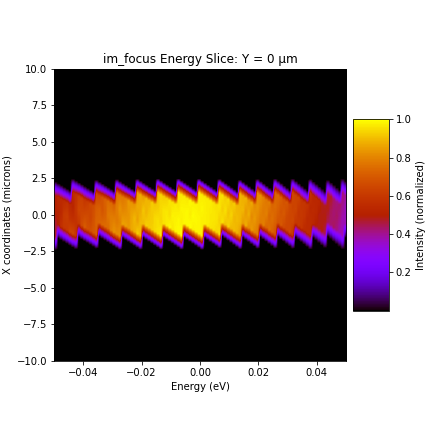 im_focus Energy Slice: Y = 0 μm
10.0
7.5
5.0
2.5
0.0
−2.5
−5.0
−7.5
−10.0
X coordinates (microns)
−0.04 −0.02 0.00 0.02 0.04
Energy (eV)
1.0
0.8
0.6
0.4
0.2
Intensity (normalized)